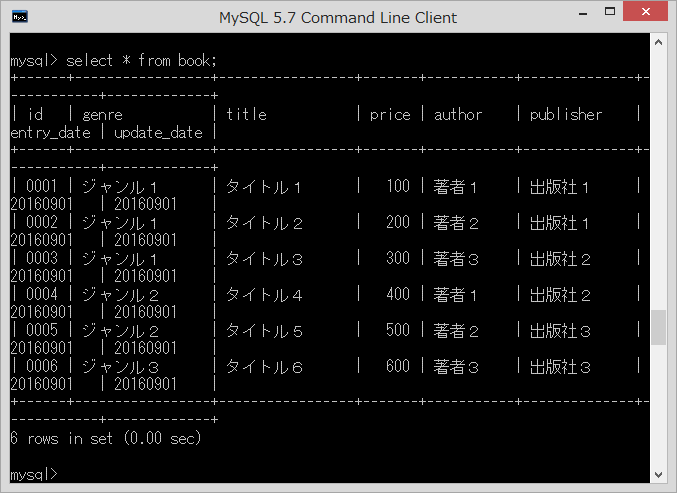 MySQL 5.7 Command Line Client
mysql> select * from book;
+------+-------------+------------------+-------+-----------+--------------+-
-----------+-------------+
| id   | genre       | title            | price | author    | publisher    |
entry_date | update_date |
+------+-------------+------------------+-------+-----------+--------------+-
-----------+-------------+
| 0001 | ジャンル1   | タイトル1        |   100 | 著者1     | 出版社1      |
20160901   | 20160901    |
| 0002 | ジャンル1   | タイトル2        |   200 | 著者2     | 出版社1      |
20160901   | 20160901    |
| 0003 | ジャンル1   | タイトル3        |   300 | 著者3     | 出版社2      |
20160901   | 20160901    |
| 0004 | ジャンル2   | タイトル4        |   400 | 著者1     | 出版社2      |
20160901   | 20160901    |
| 0005 | ジャンル2   | タイトル5        |   500 | 著者2     | 出版社3      |
20160901   | 20160901    |
| 0006 | ジャンル3   | タイトル6        |   600 | 著者3     | 出版社3      |
20160901   | 20160901    |
+------+-------------+------------------+-------+-----------+--------------+-
-----------+-------------+
6 rows in set (0.00 sec)
mysql>